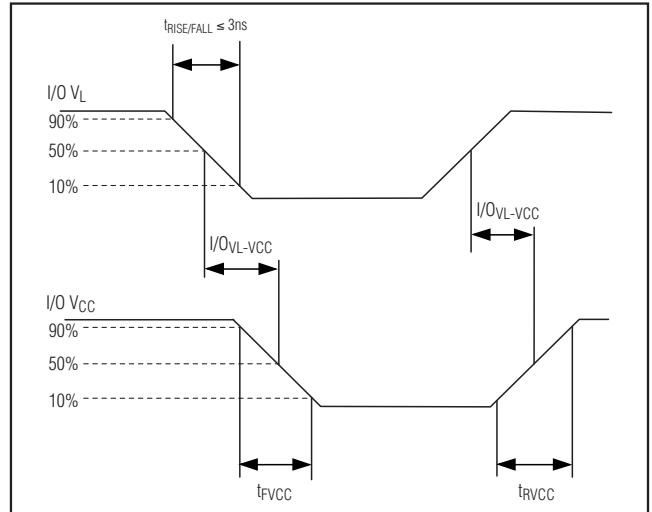 tRISE/FALL ≤ 3ns
I/O VL
90%
50%
10%
I/OVL-VCC
I/OVL-VCC
I/O VCC
90%
50%
10%
tFVCC
tRVCC